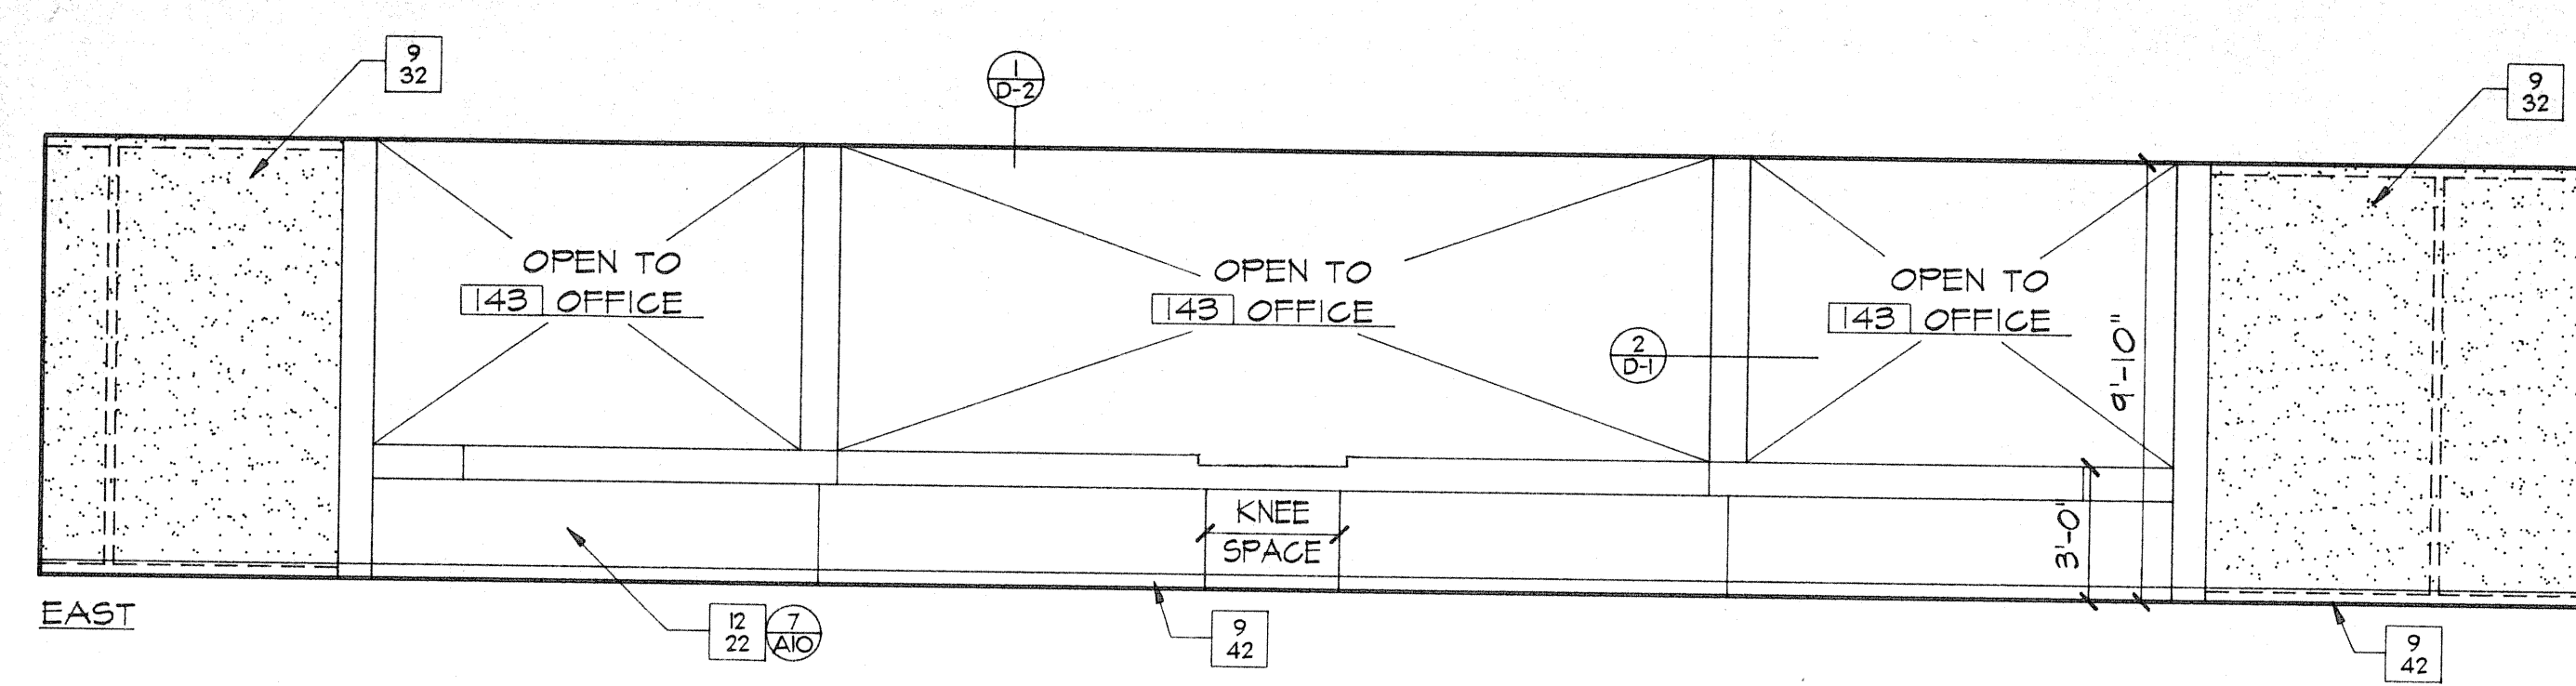 9
32
1
D-2
9
32
OPEN TO
143 OFFICE
OPEN TO
143 OFFICE
OPEN TO
143 OFFICE
2
D-1
9'-10"
3'-0"
KNEE
SPACE
EAST
12
22
7
A10
9
42
9
42